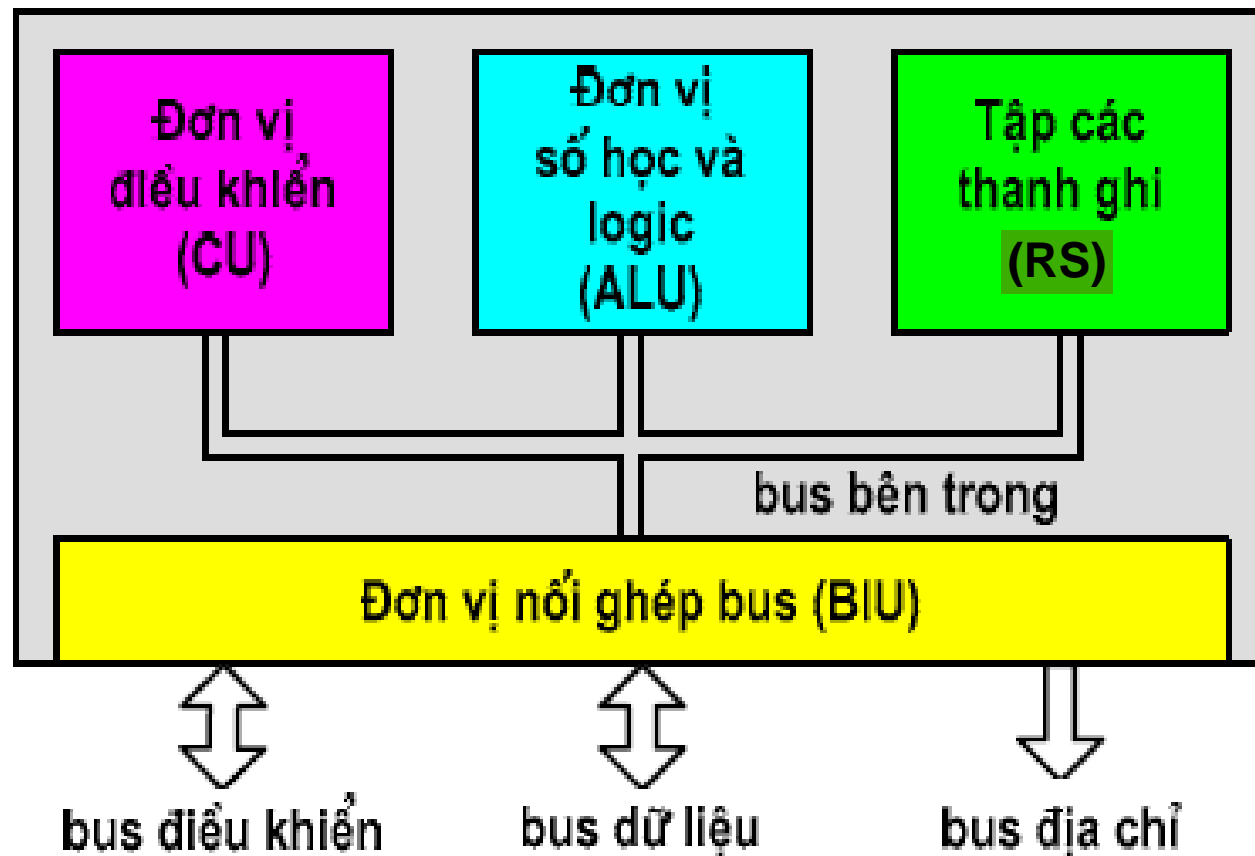 Đơn vị
điều khiển
(CU)
Đơn vị
số học và
logic
(ALU)
Tập các
thanh ghi
(RS)
bus bên trong
Đơn vị nối ghép bus (BIU)
bus điều khiển
bus dữ liệu
bus địa chỉ